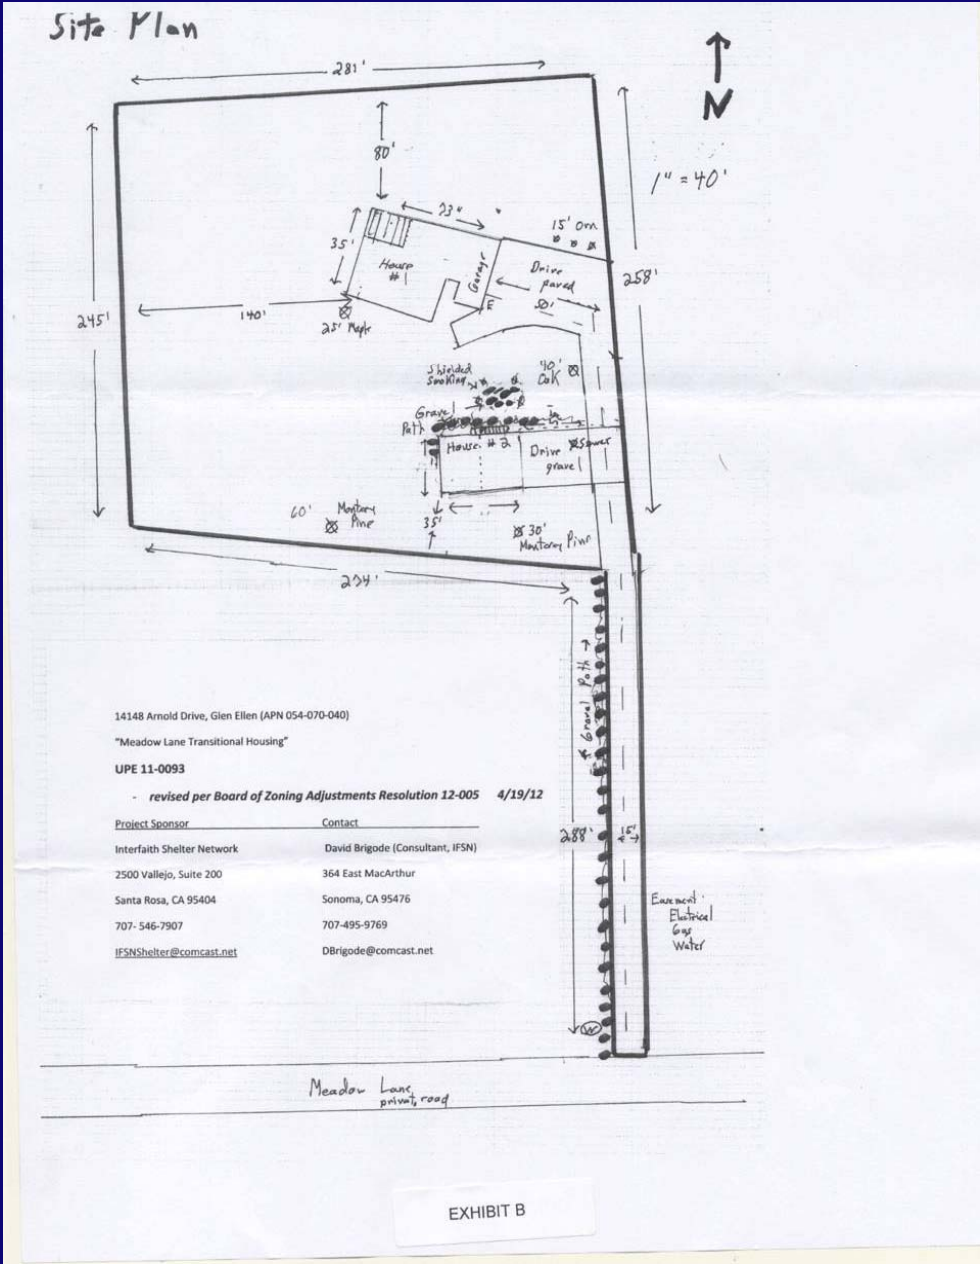 Site Plan
N
281'
80'
1" = 40'
15' Orn
35'
House
# 1
Garage
Drive
paved
50'
258'
245'
140'
25' Maple
Shielded
Smoking
40'
Oak
Gravel
Path
House # 2
Drive
gravel
Sewer
60' Montery
Pine
35'
30'
Montery Pine
Gravel Path
288'
15'
14148 Arnold Drive, Glen Ellen (APN 054-070-040)
"Meadow Lane Transitional Housing"
UPE 11-0093
- revised per Board of Zoning Adjustments Resolution 12-005 4/19/12
Project Sponsor Contact
Interfaith Shelter Network David Brigode (Consultant, IFSN)
2500 Vallejo, Suite 200 364 East MacArthur
Santa Rosa, CA 95404 Sonoma, CA 95476
707- 546-7907 707-495-9769
IFSNShelter@comcast.net DBrigode@comcast.net
Easement
Electrical
Gas
Water
W
Meadow Lane
private road
EXHIBIT B